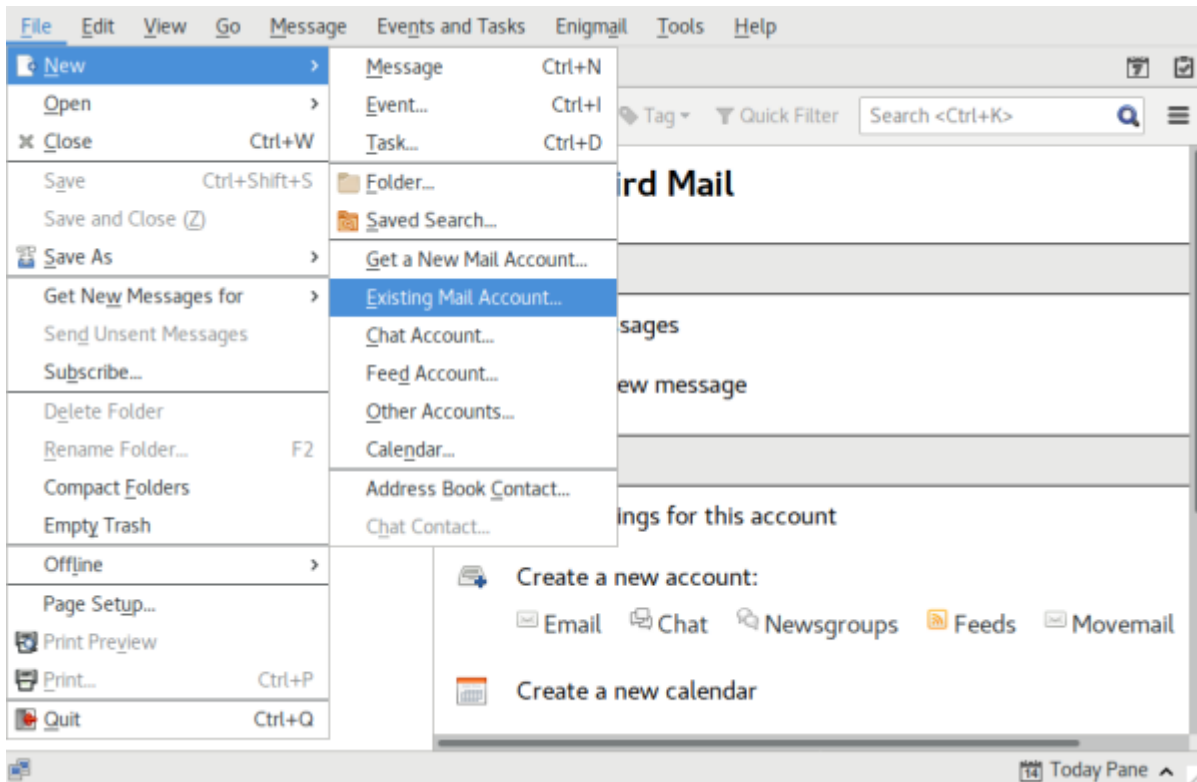 File Edit View Go Message Events and Tasks Enigmail Tools Help
New
Open
Close Ctrl+W
Save Ctrl+Shift+S
Save and Close (Z)
Save As
Get New Messages for
Send Unsent Messages
Subscribe...
Delete Folder
Rename Folder... F2
Compact Folders
Empty Trash
Offline
Page Setup...
Print Preview
Print... Ctrl+P
Quit Ctrl+Q
Message Ctrl+N
Event... Ctrl+I
Task... Ctrl+D
Folder...
Saved Search...
Get a New Mail Account...
Existing Mail Account...
Chat Account...
Feed Account...
Other Accounts...
Calendar...
Address Book Contact...
Chat Contact...
Tag Quick Filter Search <Ctrl+K>
ird Mail
sages
ew message
ings for this account
Create a new account:
Email Chat Newsgroups Feeds Movemail
Create a new calendar
14 Today Pane